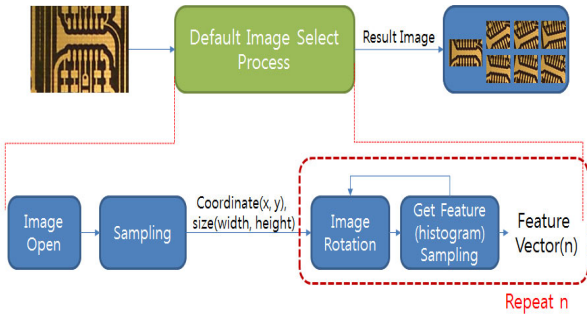 Default Image Select
Process
Result Image
Image
Open
Sampling
Coordinate(x, y),
size(width, height)
Image
Rotation
Get Feature
(histogram)
Sampling
Feature
Vector(n)
Repeat n